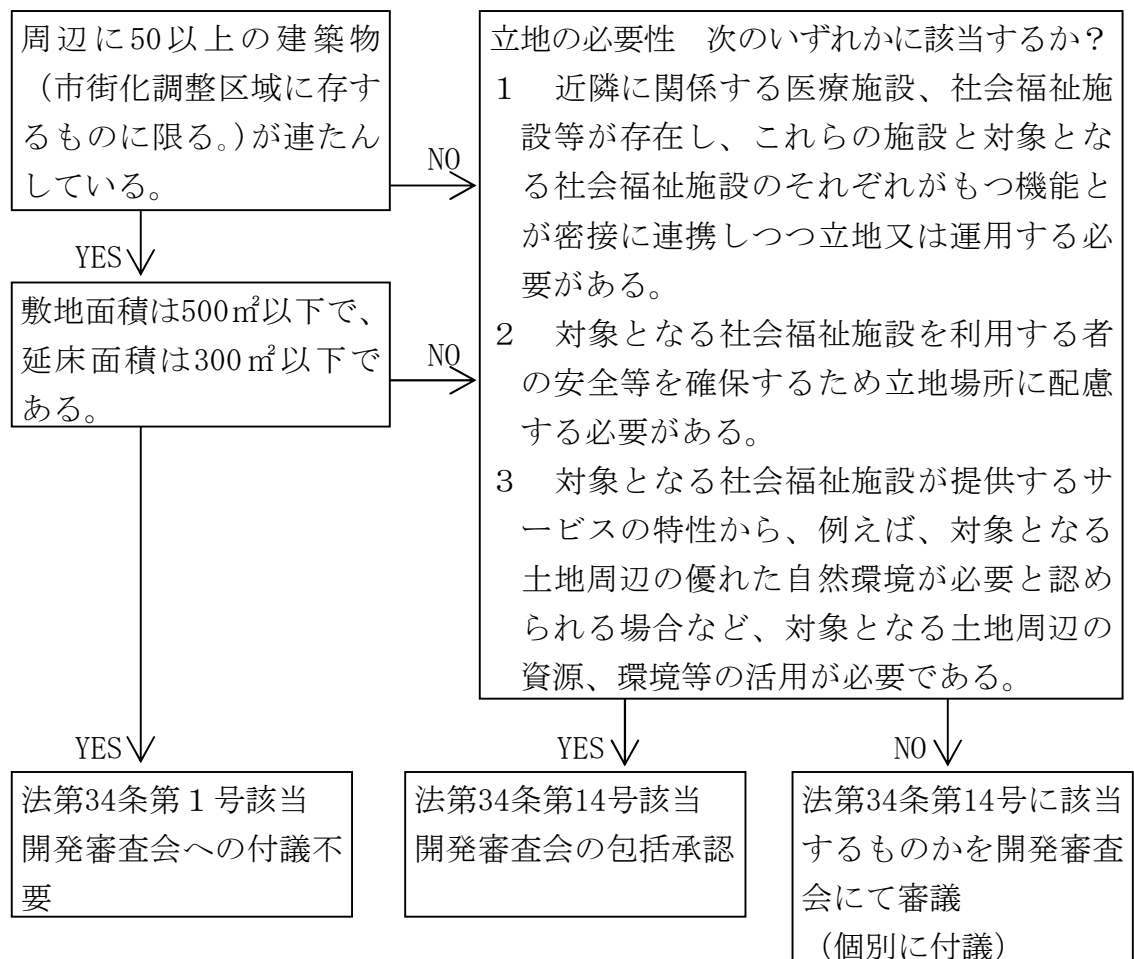 周辺に50以上の建築物
（市街化調整区域に存す
るものに限る。）が連たん
している。
NO
YES
敷地面積は500㎡以下で、
延床面積は300㎡以下で
ある。
NO
立地の必要性　次のいずれかに該当するか？
１　近隣に関係する医療施設、社会福祉施
設等が存在し、これらの施設と対象とな
る社会福祉施設のそれぞれがもつ機能と
が密接に連携しつつ立地又は運用する必
要がある。
２　対象となる社会福祉施設を利用する者
の安全等を確保するため立地場所に配慮
する必要がある。
３　対象となる社会福祉施設が提供するサ
ービスの特性から、例えば、対象となる
土地周辺の優れた自然環境が必要と認め
られる場合など、対象となる土地周辺の
資源、環境等の活用が必要である。
YES
YES
NO
法第34条第１号該当
開発審査会への付議不
要
法第34条第14号該当
開発審査会の包括承認
法第34条第14号に該当
するものかを開発審査
会にて審議
（個別に付議）